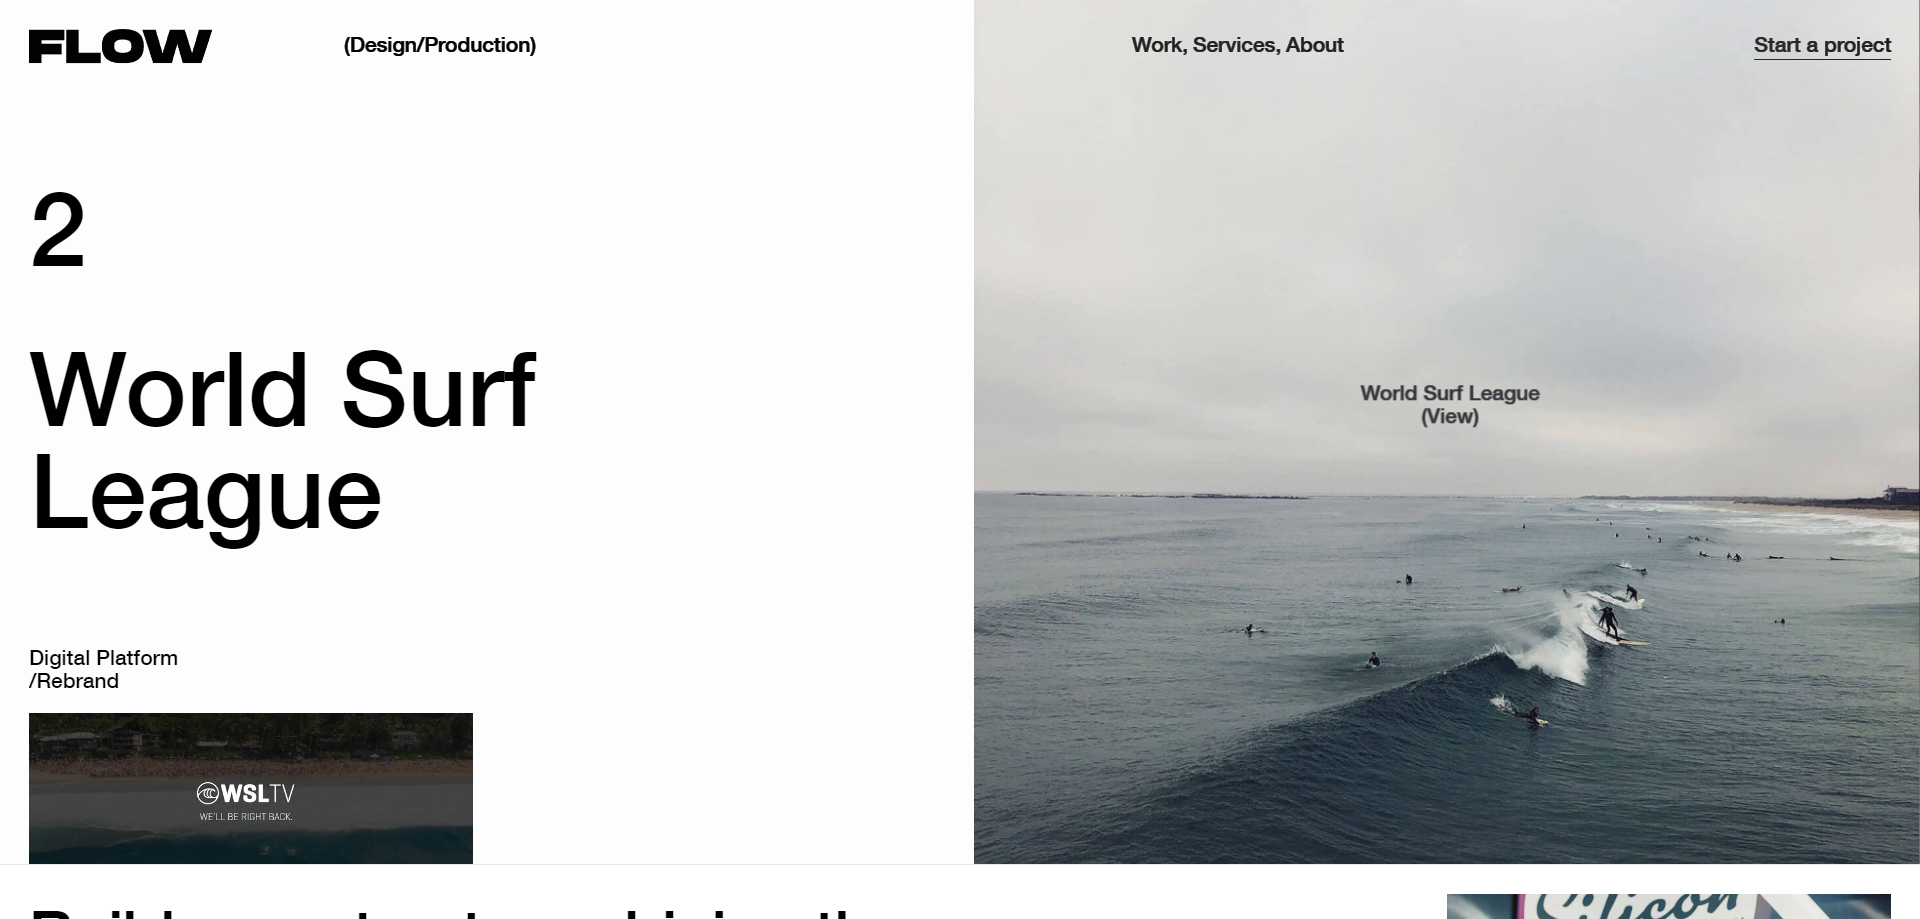 FLOW
(Design/Production)
Work, Services, About
Start a project
2
World Surf
League
World Surf League
(View)
Digital Platform
/Rebrand
WSLTV
WE'LL BE RIGHT BACK.
Silicon